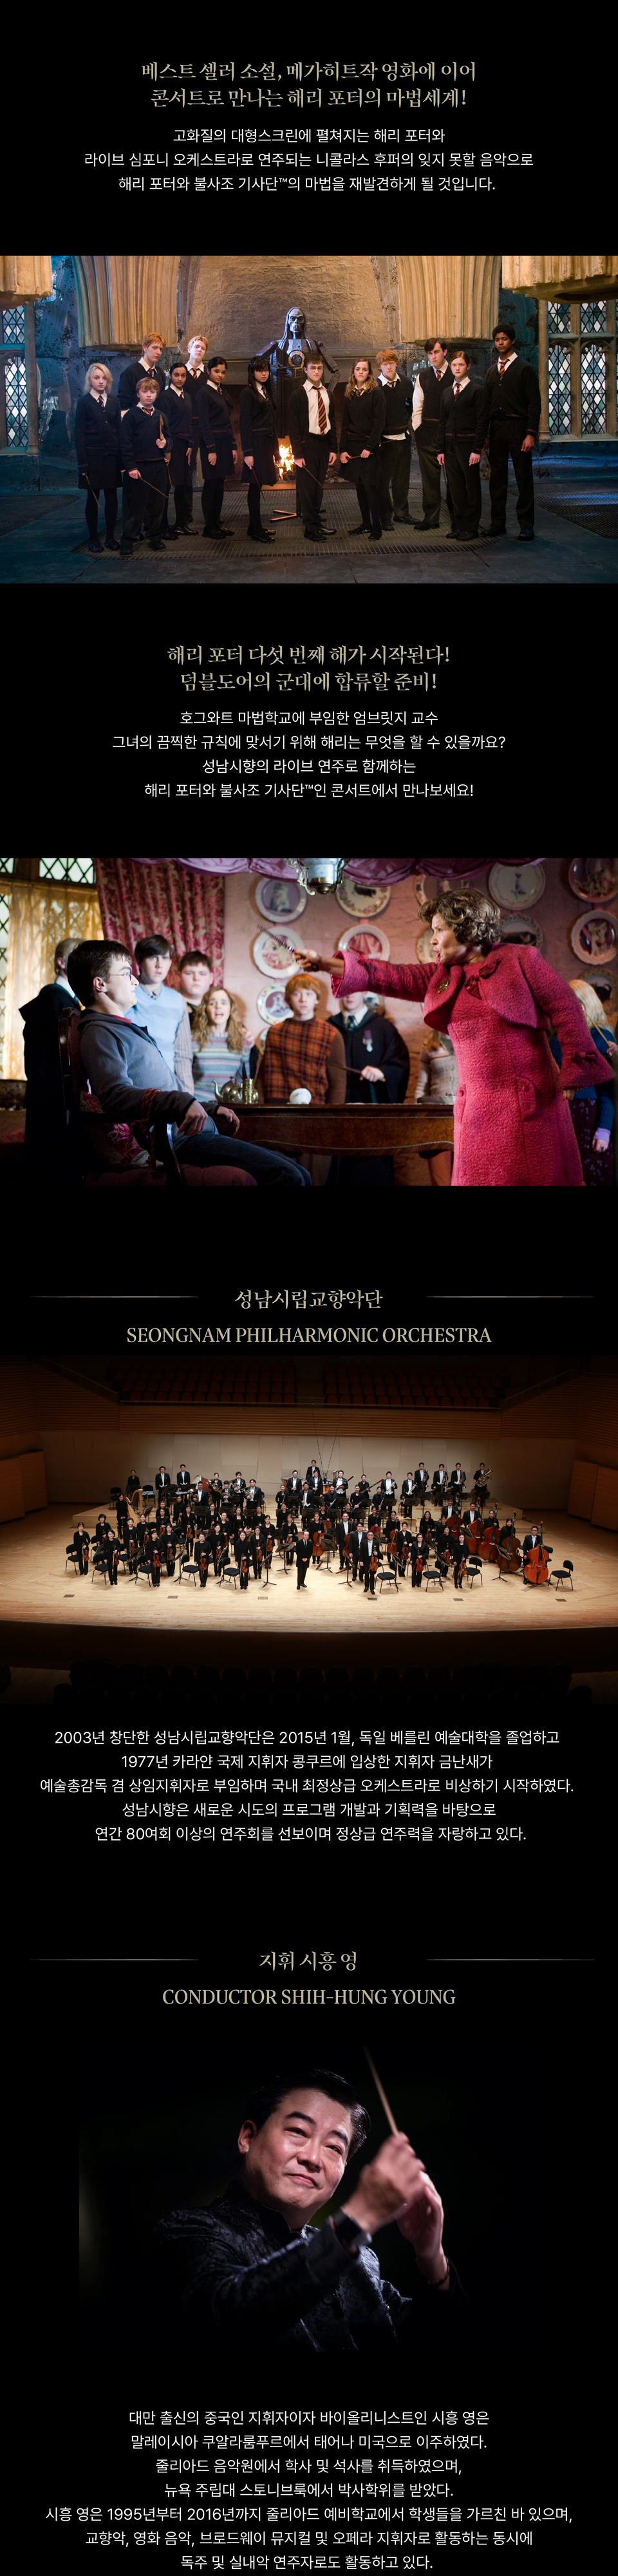 베스트 셀러 소설, 메가히트작 영화에 이어
콘서트로 만나는 해리 포터의 마법세계!
고화질의 대형스크린에 펼쳐지는 해리 포터와
라이브 심포니 오케스트라로 연주되는 니콜라스 후퍼의 잊지 못할 음악으로
해리 포터와 불사조 기사단™의 마법을 재발견하게 될 것입니다.
해리 포터 다섯 번째 해가 시작된다!
덤블도어의 군대에 합류할 준비!
호그와트 마법학교에 부임한 엄브릿지 교수
그녀의 끔찍한 규칙에 맞서기 위해 해리는 무엇을 할 수 있을까요?
성남시향의 라이브 연주로 함께하는
해리 포터와 불사조 기사단™인 콘서트에서 만나보세요!
성남시립교향악단
SEONGNAM PHILHARMONIC ORCHESTRA
2003년 창단한 성남시립교향악단은 2015년 1월, 독일 베를린 예술대학을 졸업하고
1977년 카라얀 국제 지휘자 콩쿠르에 입상한 지휘자 금난새가
예술총감독 겸 상임지휘자로 부임하며 국내 최정상급 오케스트라로 비상하기 시작하였다.
성남시향은 새로운 시도의 프로그램 개발과 기획력을 바탕으로
연간 80여회 이상의 연주회를 선보이며 정상급 연주력을 자랑하고 있다.
지휘 시흥 영
CONDUCTOR SHIH-HUNG YOUNG
대만 출신의 중국인 지휘자이자 바이올리니스트인 시흥 영은
말레이시아 쿠알라룸푸르에서 태어나 미국으로 이주하였다.
줄리아드 음악원에서 학사 및 석사를 취득하였으며,
뉴욕 주립대 스토니브룩에서 박사학위를 받았다.
시흥 영은 1995년부터 2016년까지 줄리아드 예비학교에서 학생들을 가르친 바 있으며,
교향악, 영화 음악, 브로드웨이 뮤지컬 및 오페라 지휘자로 활동하는 동시에
독주 및 실내악 연주자로도 활동하고 있다.